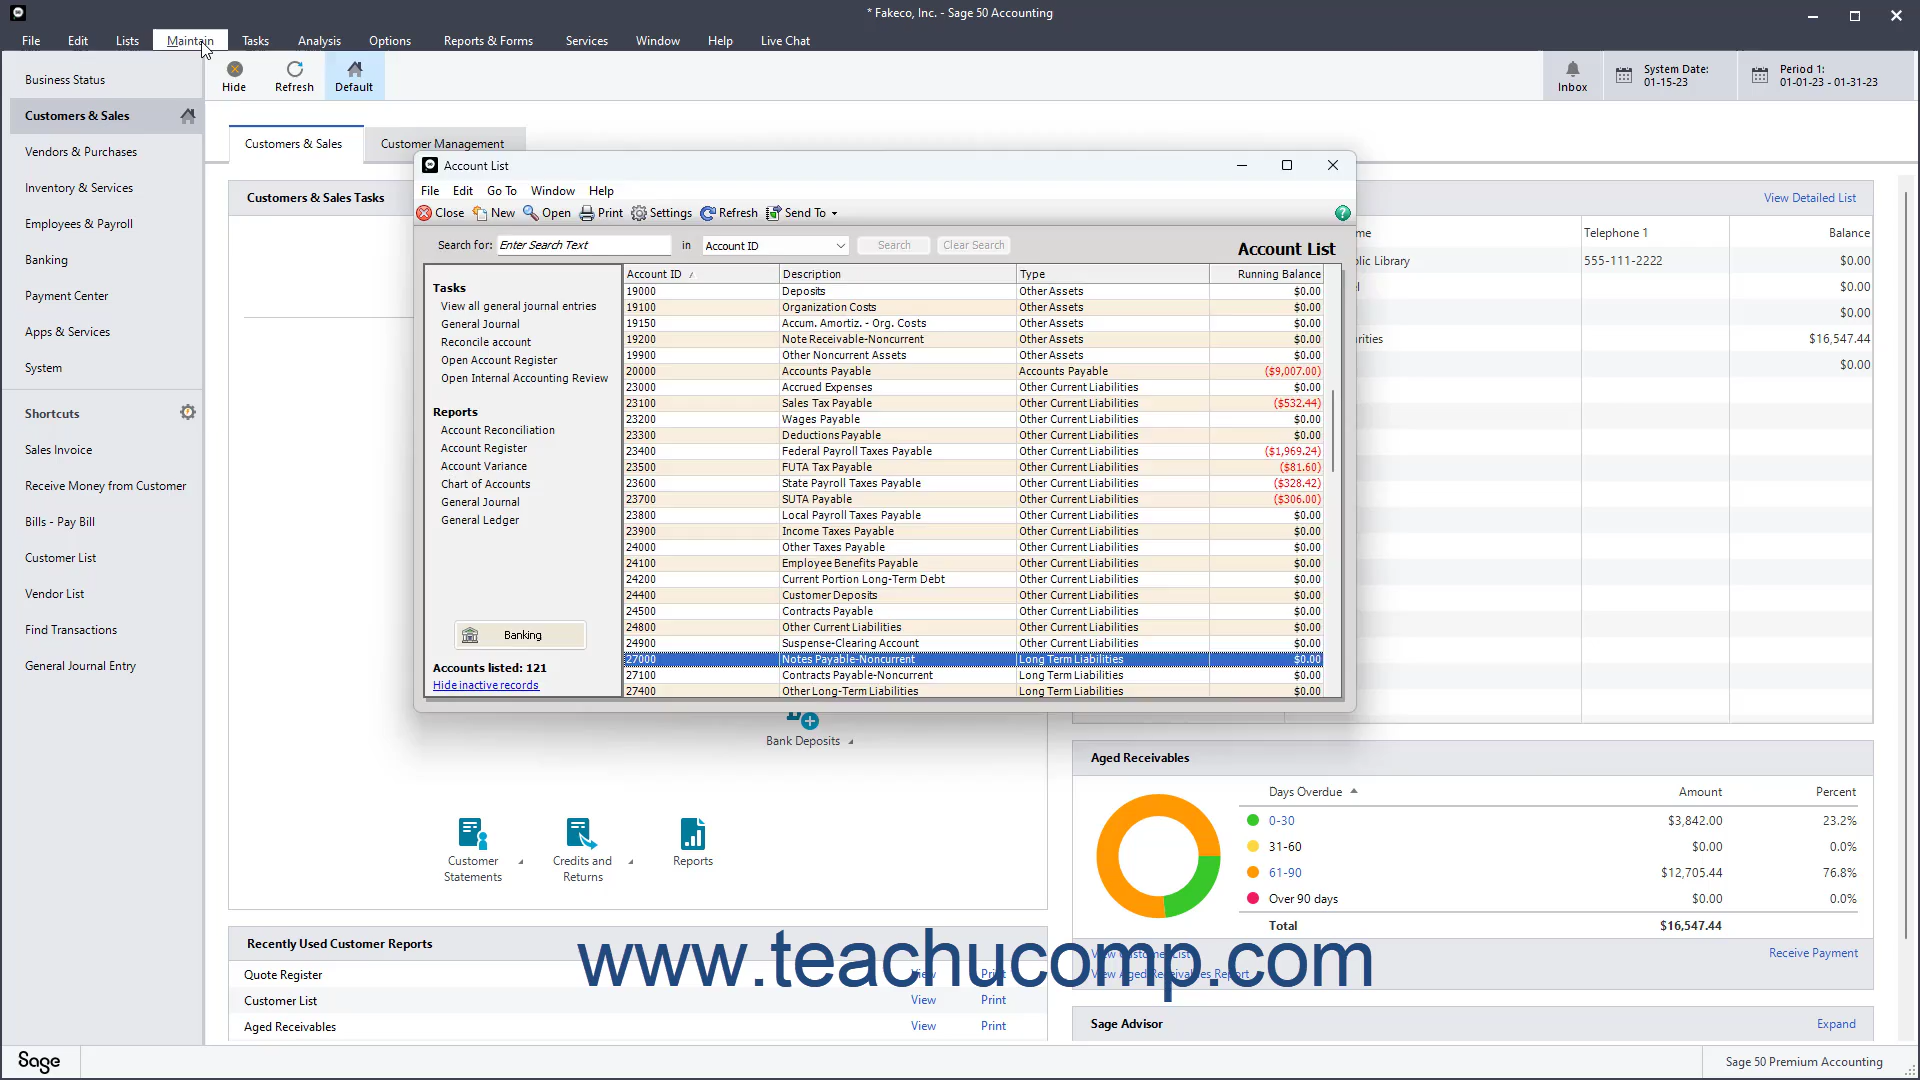 * Fakeco, Inc. - Sage 50 Accounting
File Edit Lists Maintain Tasks Analysis Options Reports & Forms Services Window Help Live Chat
Business Status
Customers & Sales
Vendors & Purchases
Inventory & Services
Employees & Payroll
Banking
Payment Center
Apps & Services
System
Shortcuts
Sales Invoice
Receive Money from Customer
Bills - Pay Bill
Customer List
Vendor List
Find Transactions
General Journal Entry
Hide Refresh Default
Inbox
System Date:
01-15-23
Period 1:
01-01-23 - 01-31-23
Customers & Sales Customer Management
Customers & Sales Tasks
Account List
File Edit Go To Window Help
Close New Open Print Settings Refresh Send To
Search for: Enter Search Text in Account ID Search Clear Search
Account List
Tasks
View all general journal entries
General Journal
Reconcile account
Open Account Register
Open Internal Accounting Review
Reports
Account Reconciliation
Account Register
Account Variance
Chart of Accounts
General Journal
General Ledger
Banking
Accounts listed: 121
Hide inactive records
Account ID Description Type Running Balance
19000 Deposits Other Assets $0.00
19100 Organization Costs Other Assets $0.00
19150 Accum. Amortiz. - Org. Costs Other Assets $0.00
19200 Note Receivable-Noncurrent Other Assets $0.00
19900 Other Noncurrent Assets Other Assets $0.00
20000 Accounts Payable Accounts Payable ($9,007.00)
23000 Accrued Expenses Other Current Liabilities $0.00
23100 Sales Tax Payable Other Current Liabilities ($532.44)
23200 Wages Payable Other Current Liabilities $0.00
23300 Deductions Payable Other Current Liabilities $0.00
23400 Federal Payroll Taxes Payable Other Current Liabilities ($1,969.24)
23500 FUTA Tax Payable Other Current Liabilities ($81.60)
23600 State Payroll Taxes Payable Other Current Liabilities ($328.42)
23700 SUTA Payable Other Current Liabilities ($306.00)
23800 Local Payroll Taxes Payable Other Current Liabilities $0.00
23900 Income Taxes Payable Other Current Liabilities $0.00
24000 Other Taxes Payable Other Current Liabilities $0.00
24100 Employee Benefits Payable Other Current Liabilities $0.00
24200 Current Portion Long-Term Debt Other Current Liabilities $0.00
24400 Customer Deposits Other Current Liabilities $0.00
24500 Contracts Payable Other Current Liabilities $0.00
24800 Other Current Liabilities Other Current Liabilities $0.00
24900 Suspense-Clearing Account Other Current Liabilities $0.00
27000 Notes Payable-Noncurrent Long Term Liabilities $0.00
27100 Contracts Payable-Noncurrent Long Term Liabilities $0.00
27400 Other Long-Term Liabilities Long Term Liabilities $0.00
View Detailed List
me Telephone 1 Balance
lic Library 555-111-2222 $0.00
$0.00
$0.00
rities $16,547.44
$0.00
Bank Deposits
Customer
Statements
Credits and
Returns
Reports
Aged Receivables
Days Overdue Amount Percent
0-30 $3,842.00 23.2%
31-60 $0.00 0.0%
61-90 $12,705.44 76.8%
Over 90 days $0.00 0.0%
Total $16,547.44
View Customer List
Receive Payment
View Aged Receivables Report
Recently Used Customer Reports
Quote Register View Print
Customer List View Print
Aged Receivables View Print
www.teachucomp.com
Sage Advisor Expand
Sage
Sage 50 Premium Accounting